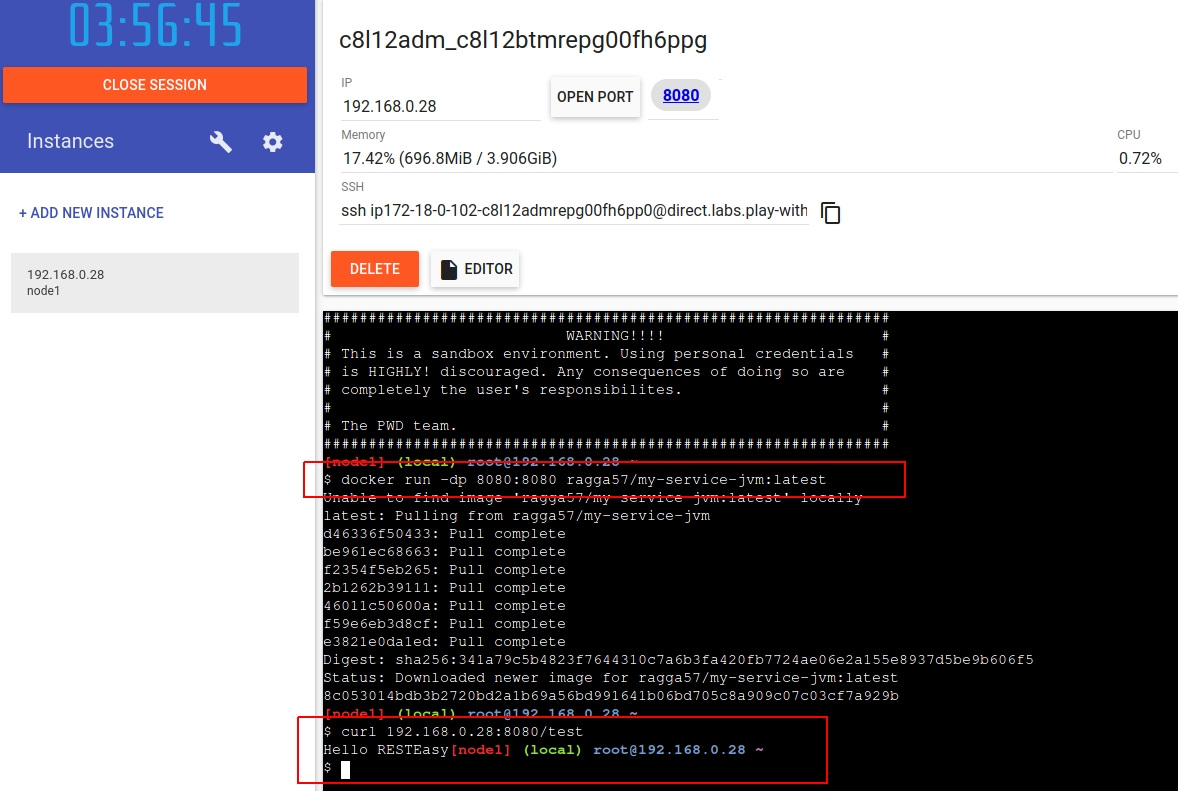 03:56:45
CLOSE SESSION
Instances
+ ADD NEW INSTANCE
192.168.0.28
node1
c8l12adm_c8l12btmrepg00fh6ppg
IP
192.168.0.28
OPEN PORT
8080
Memory
17.42% (696.8MiB / 3.906GiB)
CPU
0.72%
SSH
ssh ip172-18-0-102-c8l12admrepg00fh6pp0@direct.labs.play-with
DELETE
EDITOR
###############################################################
# WARNING!!!! #
# This is a sandbox environment. Using personal credentials #
# is HIGHLY! discouraged. Any consequences of doing so are #
# completely the user's responsibilites. #
# #
# The PWD team. #
###############################################################
[node1] (local) root@192.168.0.28 ~
$ docker run -dp 8080:8080 ragga57/my-service-jvm:latest
Unable to find image 'ragga57/my-service-jvm:latest' locally
latest: Pulling from ragga57/my-service-jvm
d46336f50433: Pull complete
be961ec68663: Pull complete
f2354f5eb265: Pull complete
2b1262b39111: Pull complete
46011c50600a: Pull complete
f59e6eb3d8cf: Pull complete
e3821e0da1ed: Pull complete
Digest: sha256:341a79c5b4823f7644310c7a6b3fa420fb7724ae06e2a155e8937d5be9b606f5
Status: Downloaded newer image for ragga57/my-service-jvm:latest
8c053014bdb3b2720bd2a1b69a56bd991641b06bd705c8a909c07c03cf7a929b
[node1] (local) root@192.168.0.28 ~
$ curl 192.168.0.28:8080/test
Hello RESTEasy[node1] (local) root@192.168.0.28 ~
$